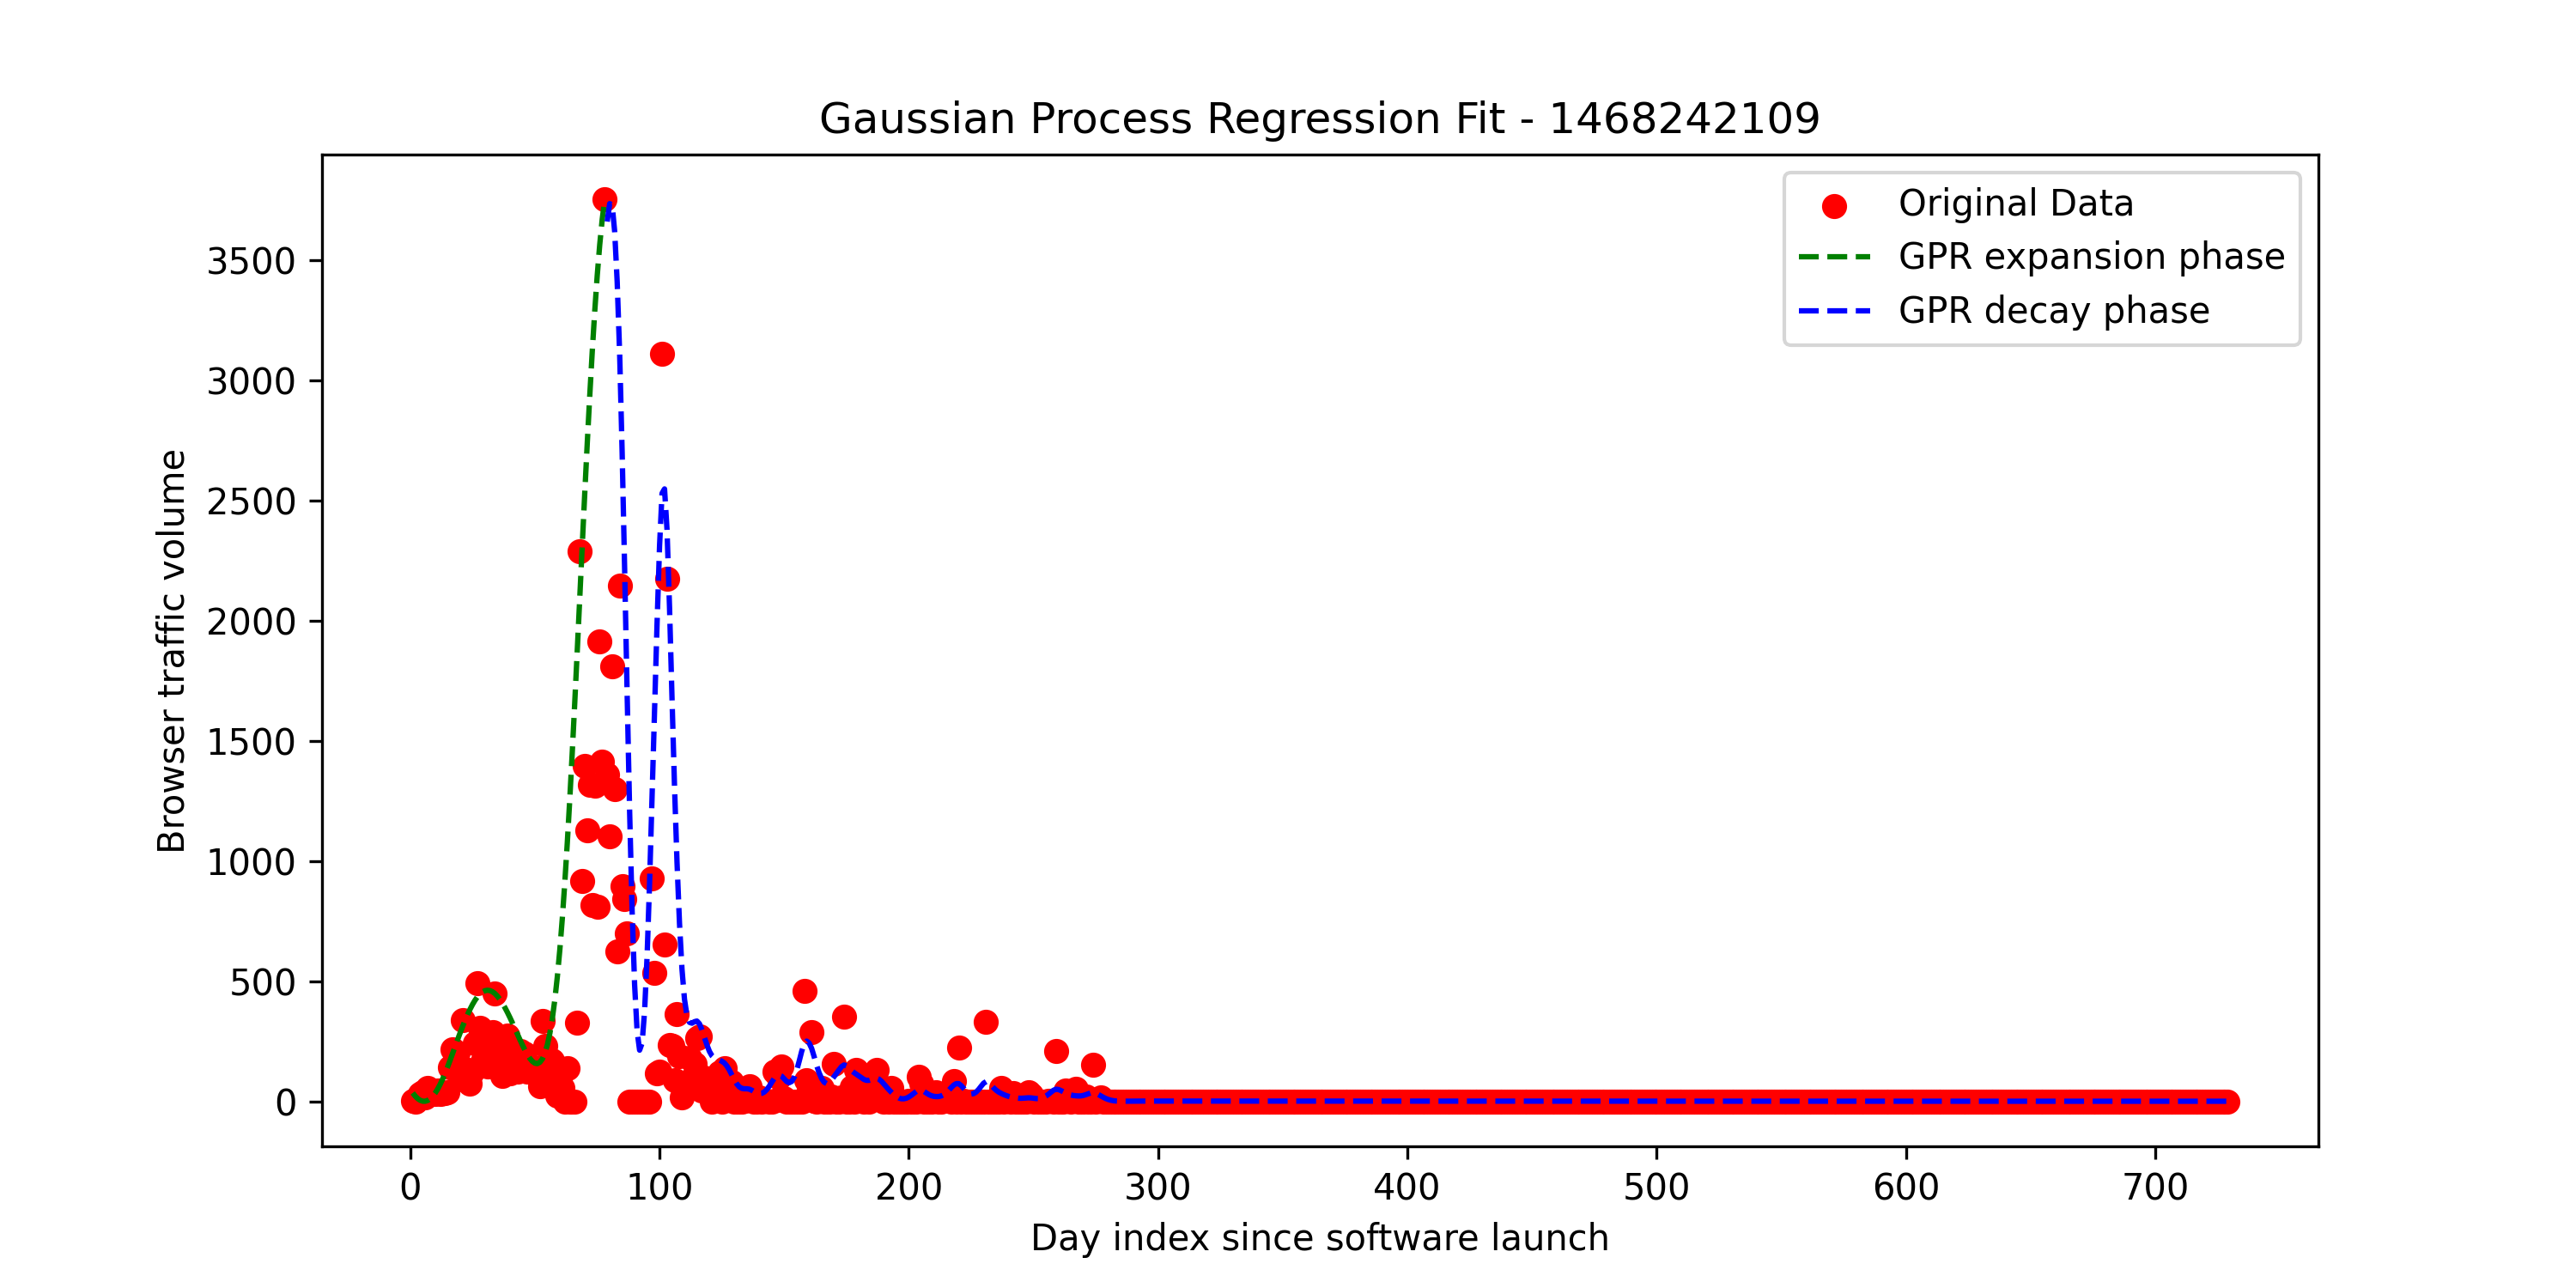 Gaussian Process Regression Fit - 1468242109
Original Data
GPR expansion phase
GPR decay phase
Browser traffic volume
3500
3000
2500
2000
1500
1000
500
0
0 100 200 300 400 500 600 700
Day index since software launch